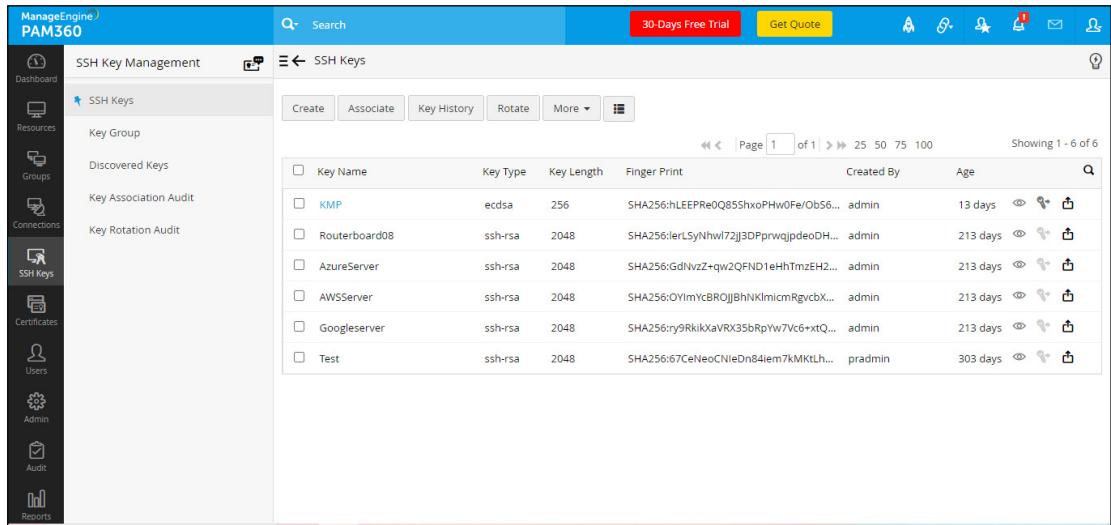 ManageEngine
PAM360
Search
30-Days Free Trial
Get Quote
1
Dashboard
Resources
Groups
Connections
SSH Keys
Certificates
Users
Admin
Audit
Reports
SSH Key Management
SSH Keys
Key Group
Discovered Keys
Key Association Audit
Key Rotation Audit
SSH Keys
Create Associate Key History Rotate More
Page 1 of 1 25 50 75 100 Showing 1 - 6 of 6
Key Name Key Type Key Length Finger Print Created By Age
KMP ecdsa 256 SHA256:hLEEPRe0Q85ShxoPHw0Fe/ObS6... admin 13 days
Routerboard08 ssh-rsa 2048 admin 213 days
AzureServer ssh-rsa 2048 SHA256:GdNvzZ+qw2QFND1eHhTmzEH2... admin 213 days
AWSServer ssh-rsa 2048 admin 213 days
Googleserver ssh-rsa 2048 SHA256:ry9RkikXaVRX35bRpYw7Vc6+xtQ... admin 213 days
Test ssh-rsa 2048 SHA256:67CeNeoCNIeDn84iem7kMKtLh... pradmin 303 days